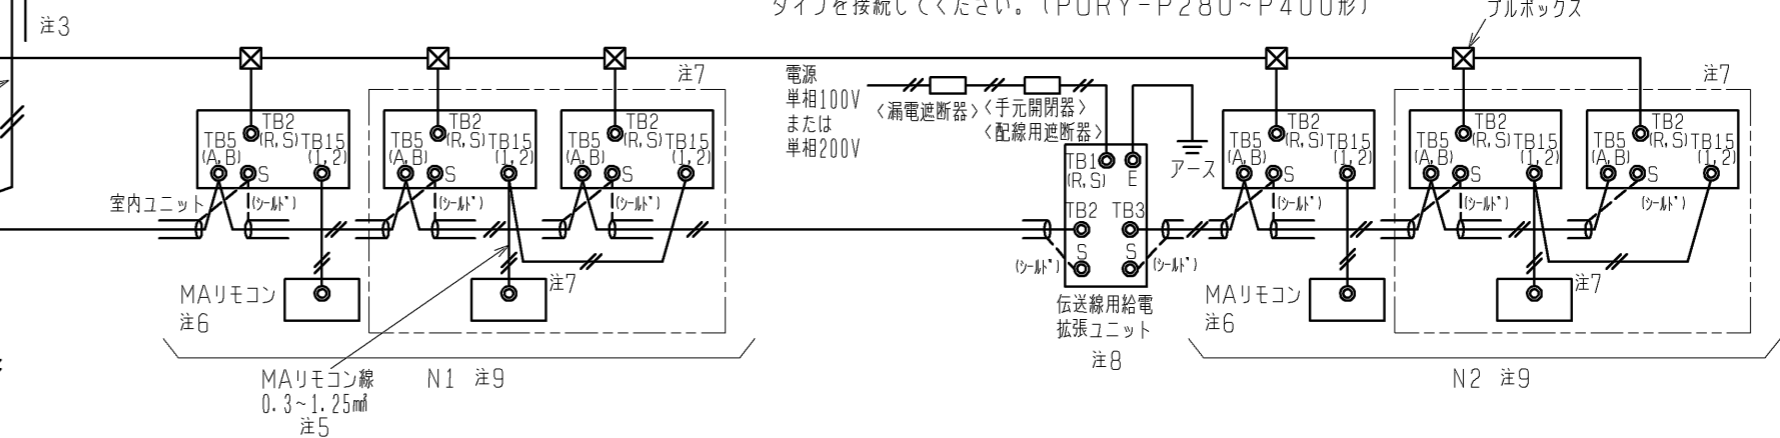 タイプを接続してください。(PURY-P280~P400形)
プルボックス
注3
注7
電源
単相100V
または
単相200V
<漏電遮断器>
<手元開閉器>
<配線用遮断器>
アース
注7
TB2
(R,S)
TB5
(A,B)
TB15
(1,2)
S
(シールド)
TB2
(R,S)
TB5
(A,B)
TB15
(1,2)
S
(シールド)
TB2
(R,S)
TB5
(A,B)
TB15
(1,2)
S
(シールド)
室内ユニット
TB1
(R,S)
E
TB2
TB3
S
S
(シールド)
(シールド)
伝送線用給電
拡張ユニット
注8
TB2
(R,S)
TB5
(A,B)
TB15
(1,2)
S
(シールド)
TB2
(R,S)
TB5
(A,B)
TB15
(1,2)
S
(シールド)
TB2
(R,S)
TB5
(A,B)
TB15
(1,2)
S
(シールド)
MAリモコン
注6
注7
MAリモコン
注6
注7
MAリモコン線
0.3~1.25㎟
注5
N1 注9
N2 注9